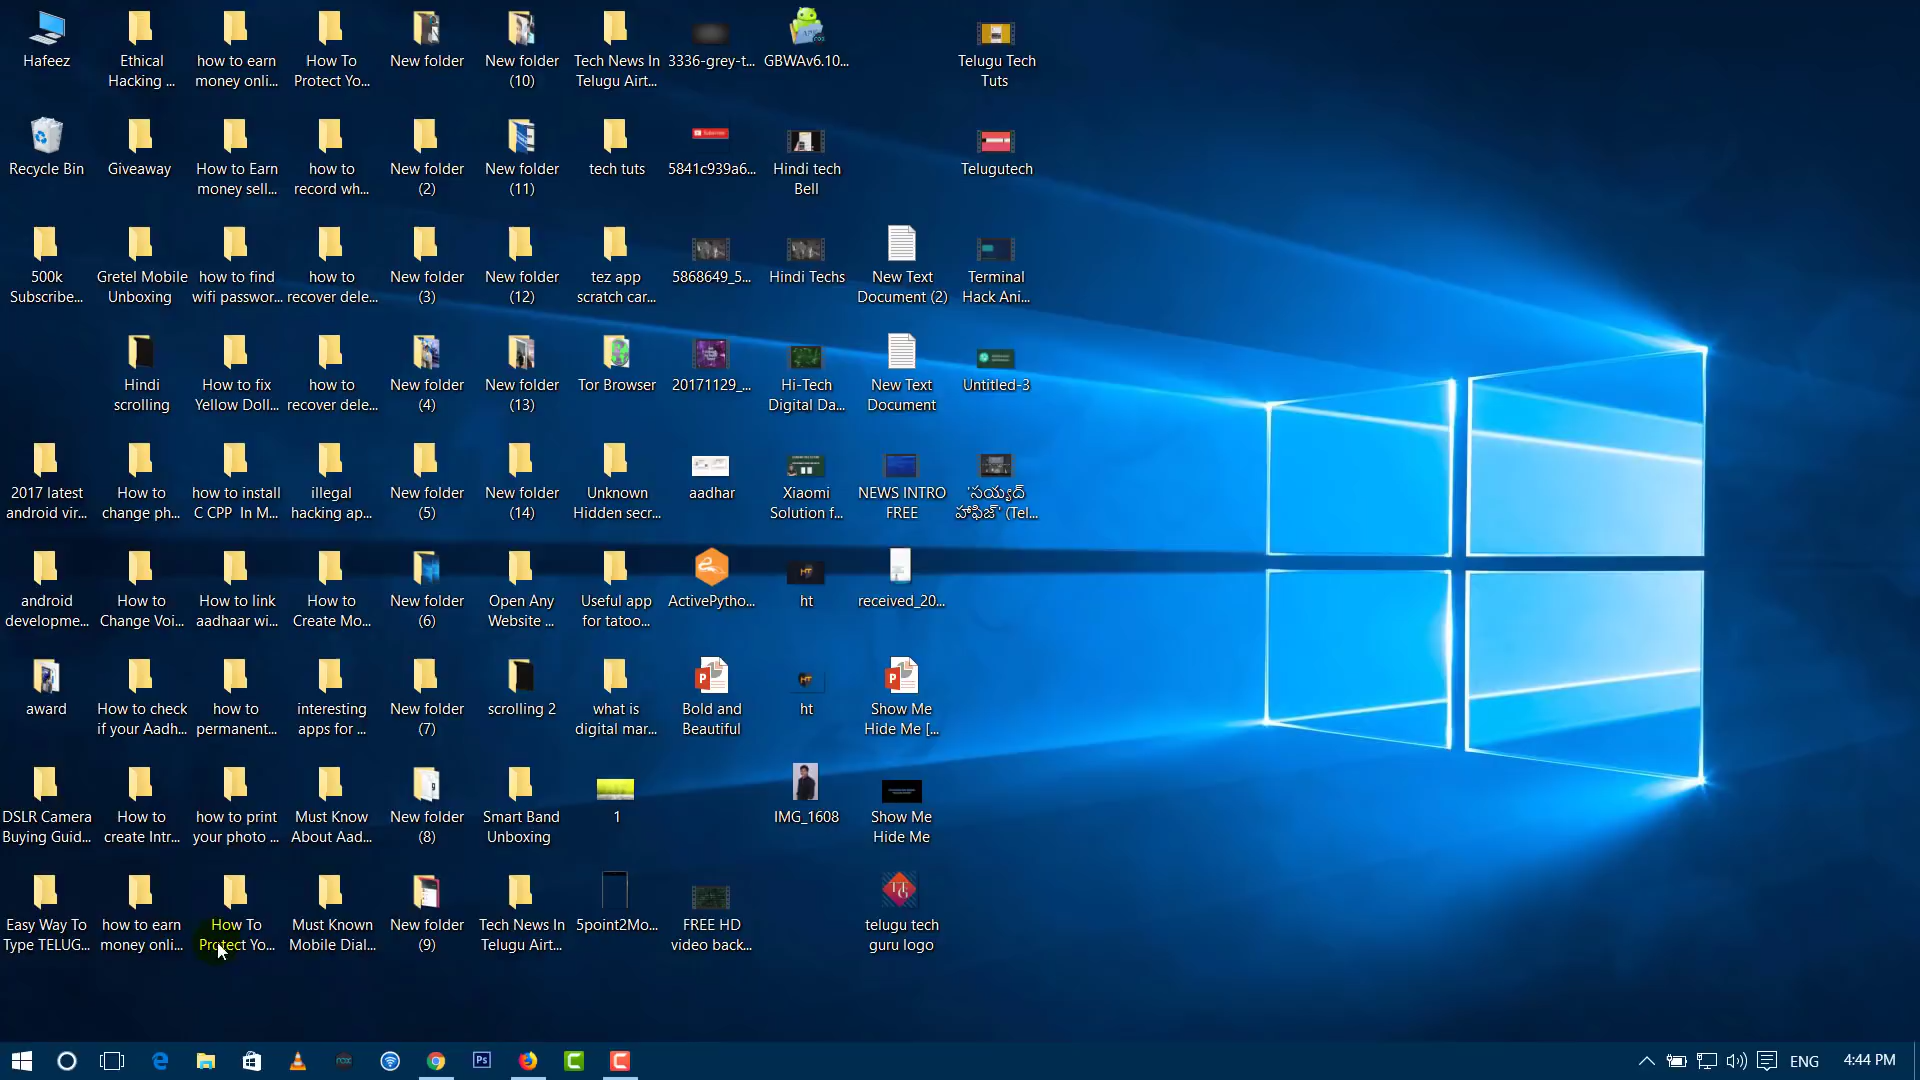 Hafeez
Ethical
Hacking ...
how to earn
money onli...
How To
Protect Yo...
New folder
New folder
(10)
Tech News In
Telugu Airt...
3336-grey-t...
GBWAv6.10...
Telugu Tech
Tuts
Recycle Bin
Giveaway
How to Earn
money sell...
how to
record wh...
New folder
(2)
New folder
(11)
tech tuts
5841c939a6...
Hindi tech
Bell
Telugutech
500k
Subscribe...
Gretel Mobile
Unboxing
how to find
wifi passwor...
how to
recover dele...
New folder
(3)
New folder
(12)
tez app
scratch car...
5868649_5...
Hindi Techs
New Text
Document (2)
Terminal
Hack Ani...
Hindi
scrolling
How to fix
Yellow Doll...
how to
recover dele...
New folder
(4)
New folder
(13)
Tor Browser
20171129_...
Hi-Tech
Digital Da...
New Text
Document
Untitled-3
2017 latest
android vir...
How to
change ph...
how to install
C CPP In M...
illegal
hacking ap...
New folder
(5)
New folder
(14)
Unknown
Hidden secr...
aadhar
Xiaomi
Solution f...
NEWS INTRO
FREE
'సయ్యద్
హాఫిజ్' (Tel...
android
developme...
How to
Change Voi...
How to link
aadhaar wi...
How to
Create Mo...
New folder
(6)
Open Any
Website ...
Useful app
for tatoo...
ActivePytho...
ht
received_20...
award
How to check
if your Aadh...
how to
permanent...
interesting
apps for ...
New folder
(7)
scrolling 2
what is
digital mar...
Bold and
Beautiful
ht
Show Me
Hide Me [...
DSLR Camera
Buying Guid...
How to
create Intr...
how to print
your photo ...
Must Know
About Aad...
New folder
(8)
Smart Band
Unboxing
1
IMG_1608
Show Me
Hide Me
Easy Way To
Type TELUG...
how to earn
money onli...
How To
Protect Yo...
Must Known
Mobile Dial...
New folder
(9)
Tech News In
Telugu Airt...
5point2Mo...
FREE HD
video back...
telugu tech
guru logo
Ps
ENG
4:44 PM